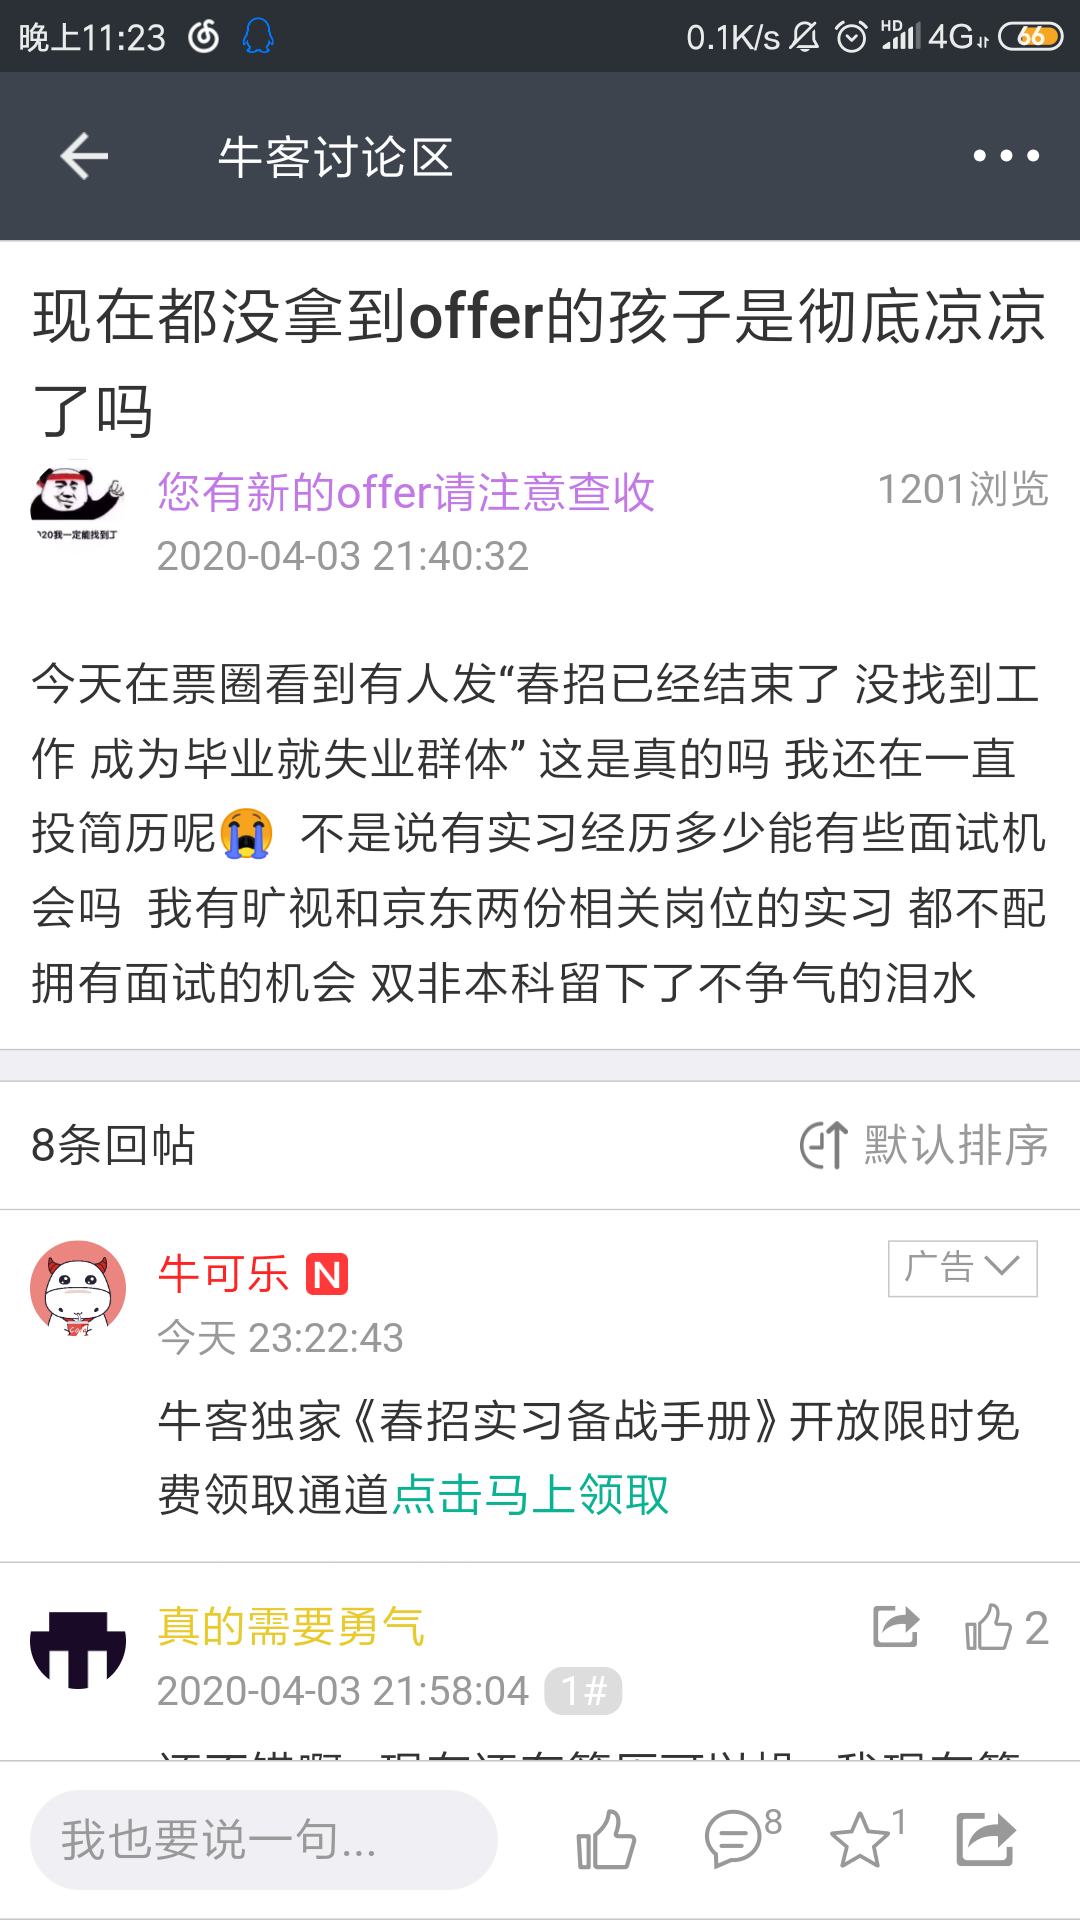 晚上11:23
0.1K/s HD 4G 66
牛客讨论区
现在都没拿到offer的孩子是彻底凉凉
了吗
您有新的offer请注意查收
1201浏览
2020-04-03 21:40:32
今天在票圈看到有人发“春招已经结束了 没找到工
作 成为毕业就失业群体” 这是真的吗 我还在一直
投简历呢😭 不是说有实习经历多少能有些面试机
会吗 我有旷视和京东两份相关岗位的实习 都不配
拥有面试的机会 双非本科留下了不争气的泪水
8条回帖
默认排序
牛可乐 N
广告
今天 23:22:43
牛客独家《春招实习备战手册》开放限时免
费领取通道点击马上领取
真的需要勇气
2
2020-04-03 21:58:04 1#
我也要说一句...
8
1